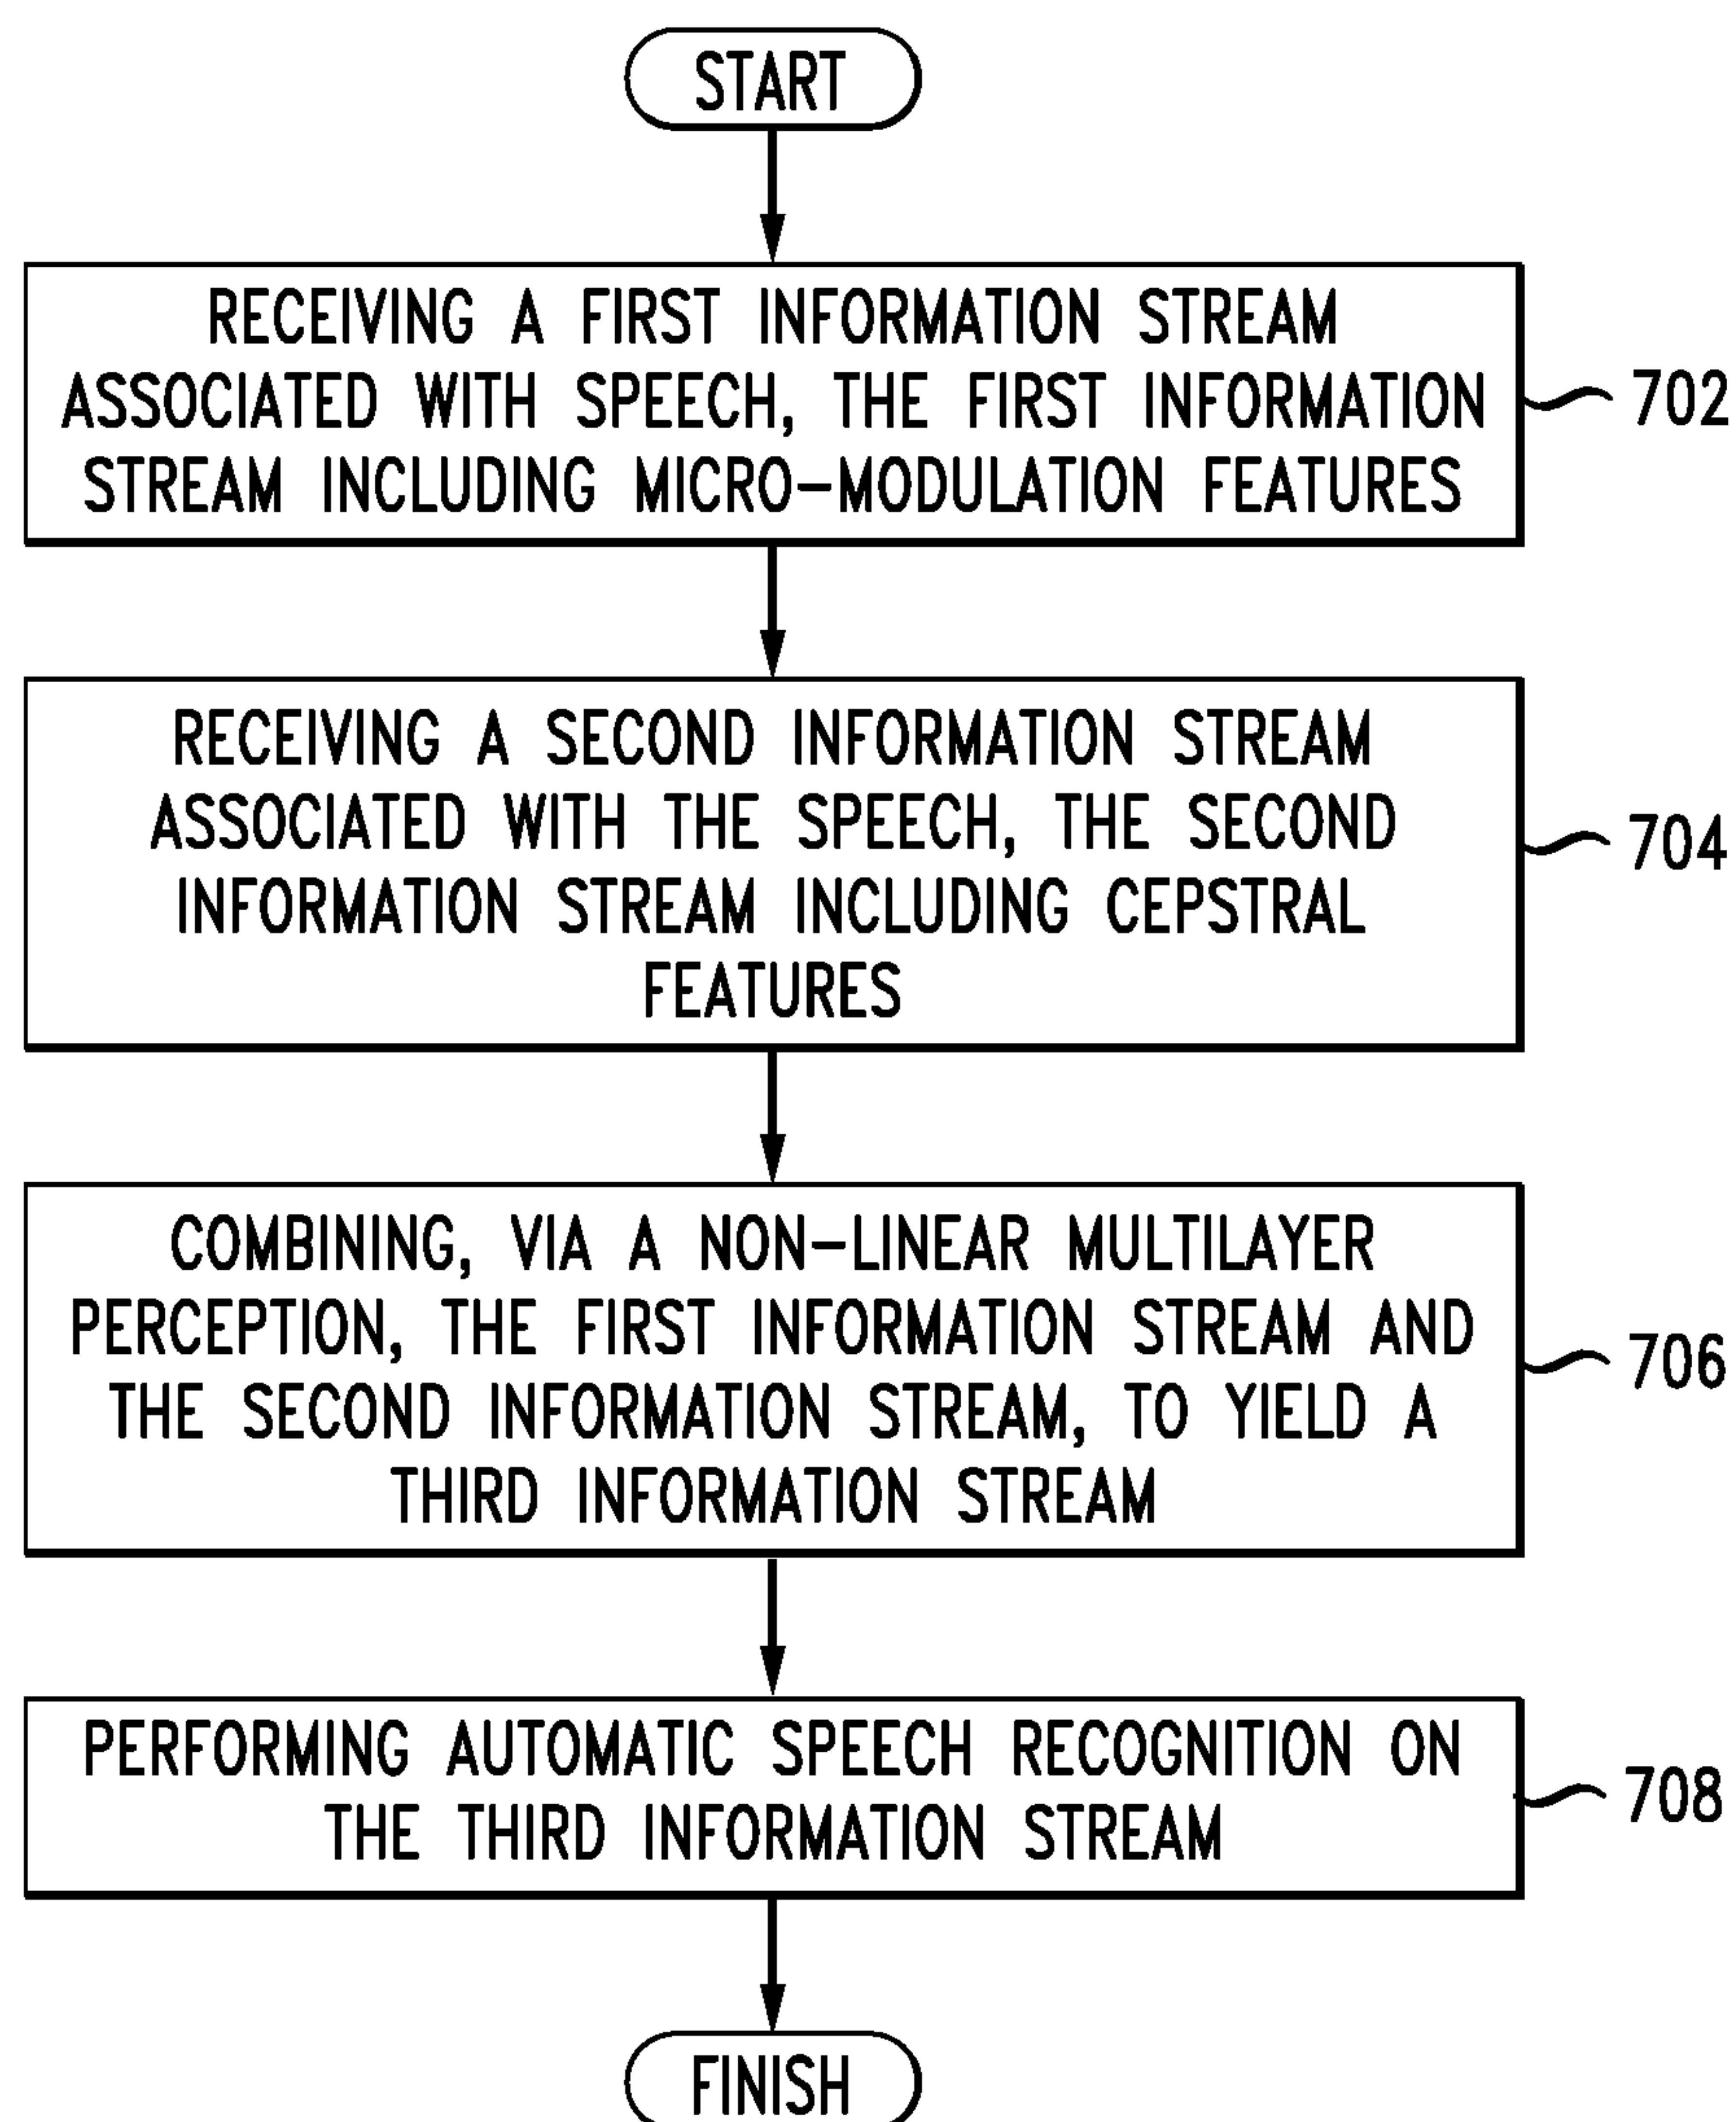 START
RECEIVING A FIRST INFORMATION STREAM
ASSOCIATED WITH SPEECH, THE FIRST INFORMATION
STREAM INCLUDING MICRO-MODULATION FEATURES
702
RECEIVING A SECOND INFORMATION STREAM
ASSOCIATED WITH THE SPEECH, THE SECOND
INFORMATION STREAM INCLUDING CEPSTRAL
FEATURES
704
COMBINING, VIA A NON-LINEAR MULTILAYER
PERCEPTION, THE FIRST INFORMATION STREAM AND
THE SECOND INFORMATION STREAM, TO YIELD A
THIRD INFORMATION STREAM
706
PERFORMING AUTOMATIC SPEECH RECOGNITION ON
THE THIRD INFORMATION STREAM
708
FINISH